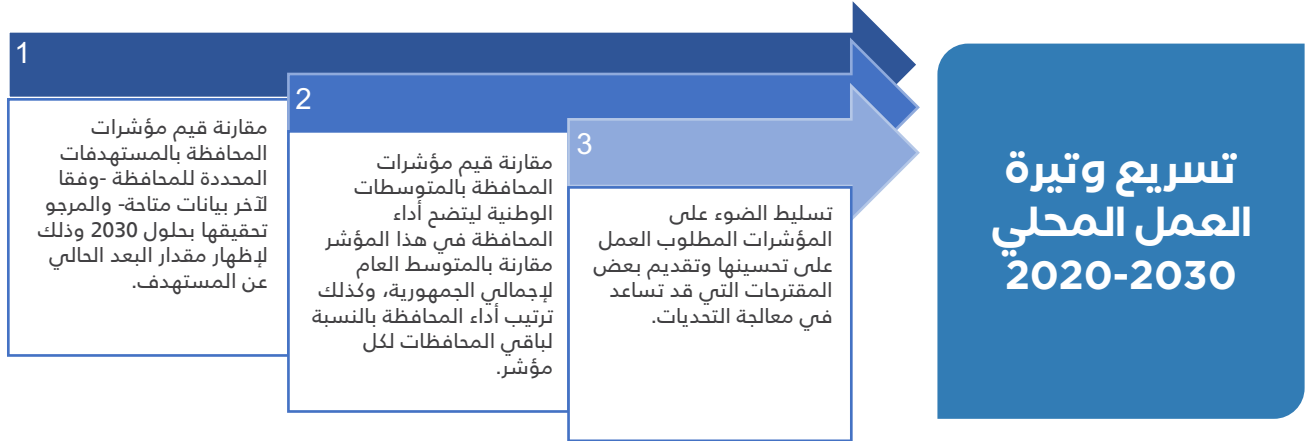 1
مقارنة قيم مؤشرات
المحافظة بالمستهدفات
المحددة للمحافظة -وفقا
لآخر بيانات متاحة- والمرجو
تحقيقها بحلول 2030 وذلك
لإظهار مقدار البعد الحالي
عن المستهدف.
2
مقارنة قيم مؤشرات
المحافظة بالمتوسطات
الوطنية ليتضح أداء
المحافظة في هذا المؤشر
مقارنة بالمتوسط العام
لإجمالي الجمهورية، وكذلك
ترتيب أداء المحافظة بالنسبة
لباقي المحافظات لكل
مؤشر.
3
تسليط الضوء على
المؤشرات المطلوب العمل
على تحسينها وتقديم بعض
المقترحات التي قد تساعد
في معالجة التحديات.
تسريع وتيرة
العمل المحلي
2020-2030